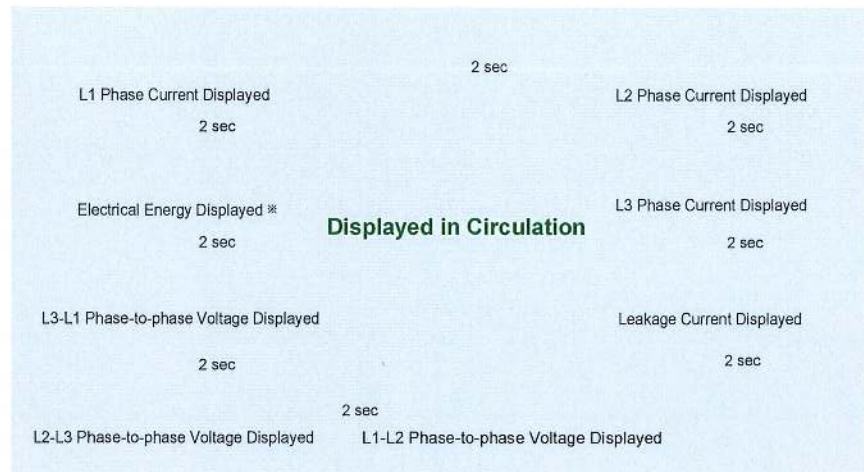 2 sec
L1 Phase Current Displayed
L2 Phase Current Displayed
2 sec
2 sec
Electrical Energy Displayed ※
L3 Phase Current Displayed
Displayed in Circulation
2 sec
2 sec
L3-L1 Phase-to-phase Voltage Displayed
Leakage Current Displayed
2 sec
2 sec
2 sec
L2-L3 Phase-to-phase Voltage Displayed
L1-L2 Phase-to-phase Voltage Displayed